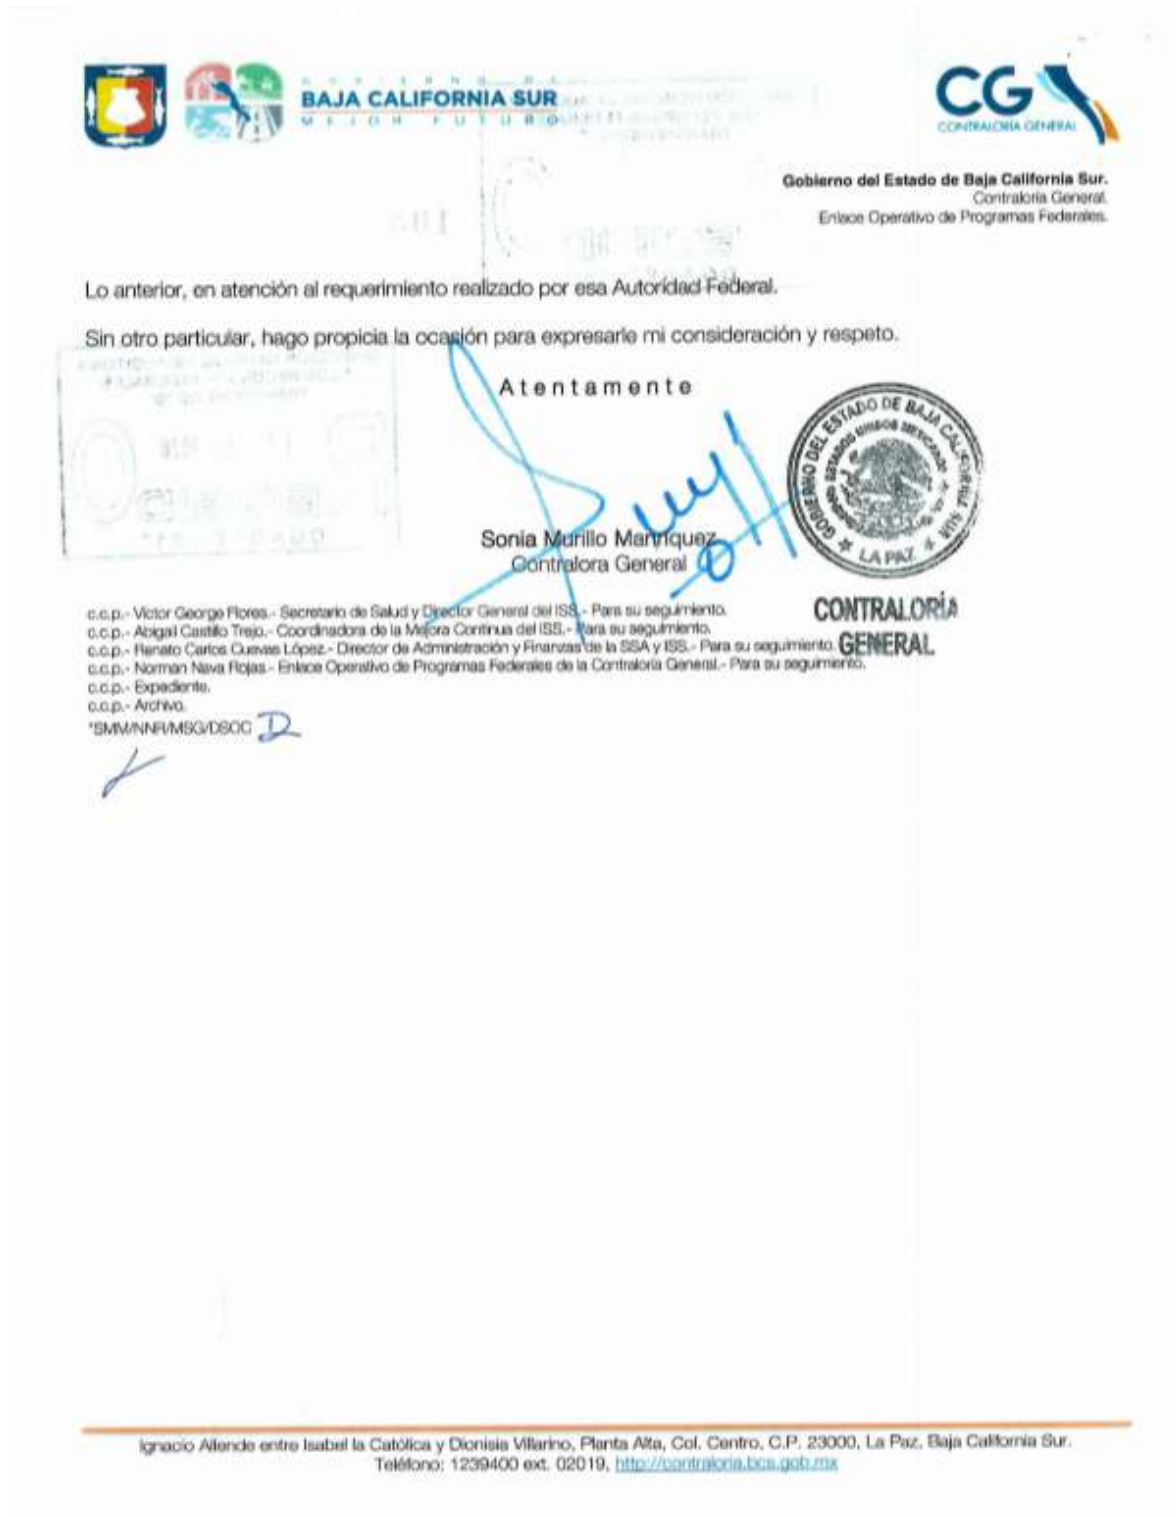 GOBIERNO DE
BAJA CALIFORNIA SUR
MEJOR FUTURO
CG
CONTRALORÍA GENERAL
Gobierno del Estado de Baja California Sur.
Contraloría General.
Enlace Operativo de Programas Federales.
Lo anterior, en atención al requerimiento realizado por esa Autoridad Federal.
Sin otro particular, hago propicia la ocasión para expresarle mi consideración y respeto.
Atentamente
GOBIERNO DEL ESTADO DE BAJA CALIFORNIA SUR
ESTADOS UNIDOS MEXICANOS
LA PAZ
Sonia Murillo Manríquez
Contralora General
CONTRALORÍA
GENERAL
c.c.p.- Víctor George Flores.- Secretario de Salud y Director General del ISS.- Para su seguimiento.
c.c.p.- Abigail Castillo Trejo.- Coordinadora de la Mejora Continua del ISS.- Para su seguimiento.
c.c.p.- Renato Carlos Cuevas López.- Director de Administración y Finanzas de la SSA y ISS.- Para su seguimiento.
c.c.p.- Norman Nava Rojas.- Enlace Operativo de Programas Federales de la Contraloría General.- Para su seguimiento.
c.c.p.- Expediente.
c.c.p.- Archivo.
*SMM/NNR/MSG/DSOC
Ignacio Allende entre Isabel la Católica y Dionisia Villarino, Planta Alta, Col. Centro, C.P. 23000, La Paz, Baja California Sur.
Teléfono: 1239400 ext. 02019, http://contraloria.bcs.gob.mx